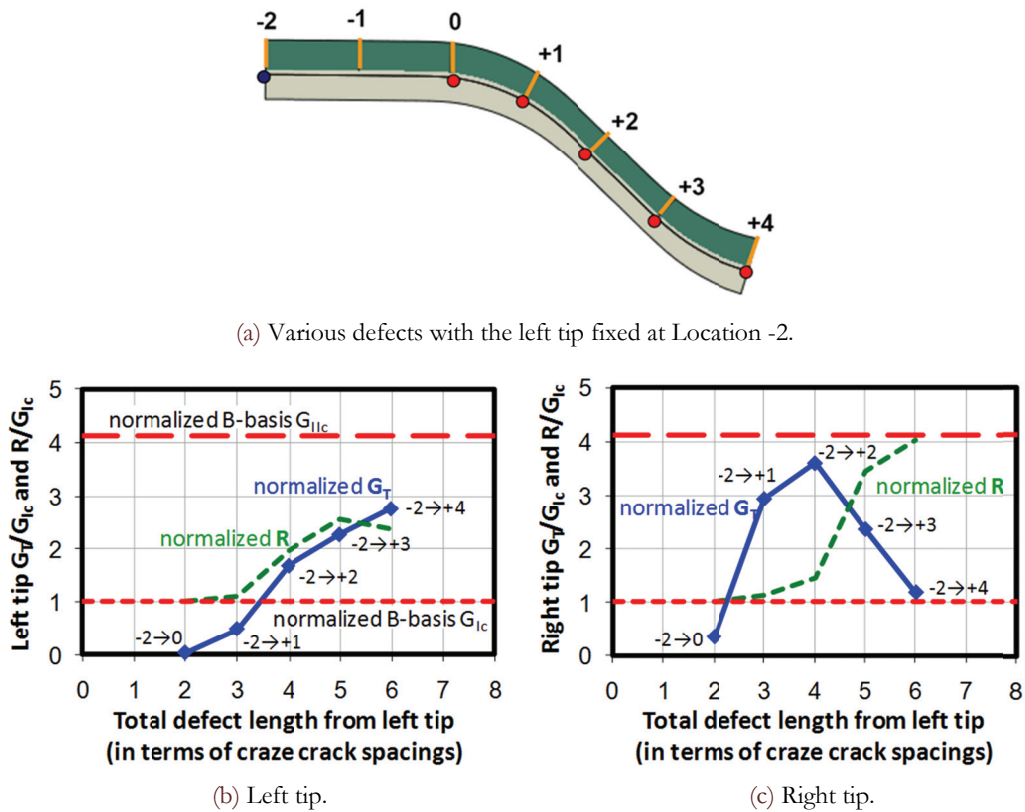 -2
-1
0
+1
+2
+3
+4
(a) Various defects with the left tip fixed at Location -2.
Left tip GT/GIc and R/GIc
5
4
3
2
1
0
normalized B-basis GIIc
normalized GT
normalized R
normalized B-basis GIc
-2→0
-2→+1
-2→+2
-2→+3
-2→+4
0 1 2 3 4 5 6 7 8
Total defect length from left tip
(in terms of craze crack spacings)
(b) Left tip.
Right tip GT/GIc and R/GIc
5
4
3
2
1
0
-2→+1
-2→+2
normalized GT
normalized R
-2→+3
-2→+4
-2→0
0 1 2 3 4 5 6 7 8
Total defect length from left tip
(in terms of craze crack spacings)
(c) Right tip.